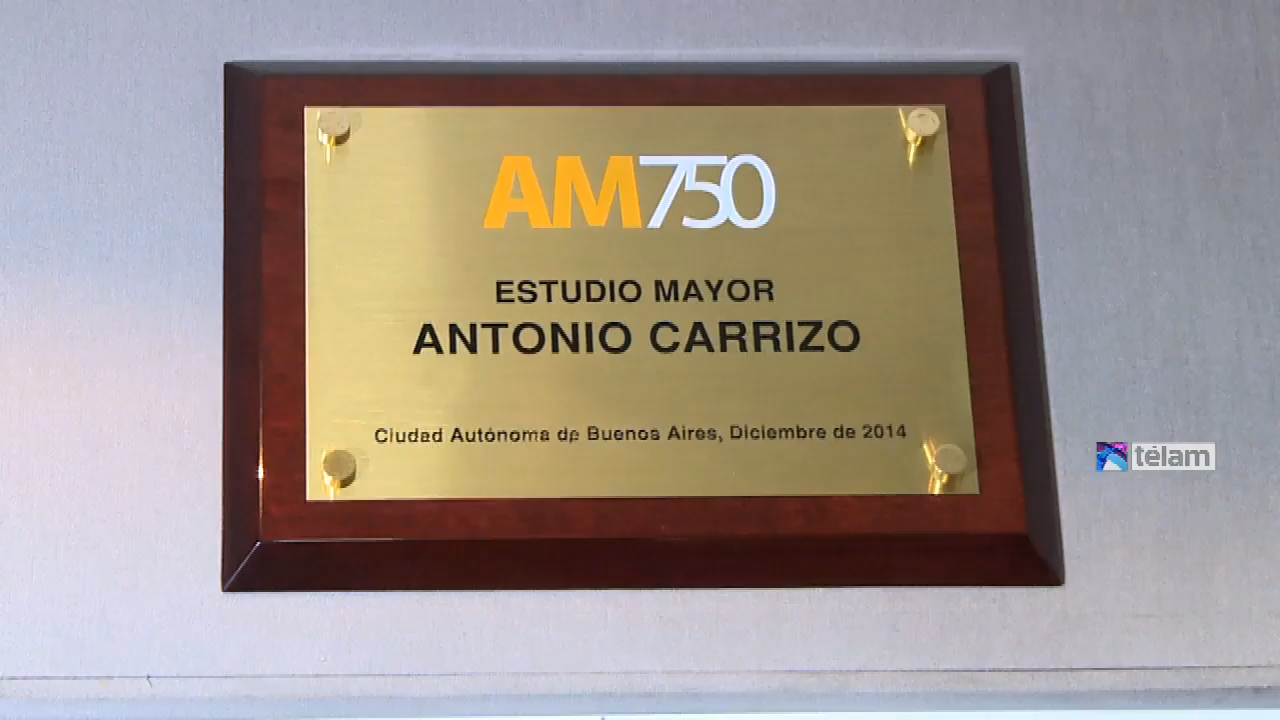 AM750
ESTUDIO MAYOR
ANTONIO CARRIZO
Ciudad Autónoma de Buenos Aires, Diciembre de 2014
télam